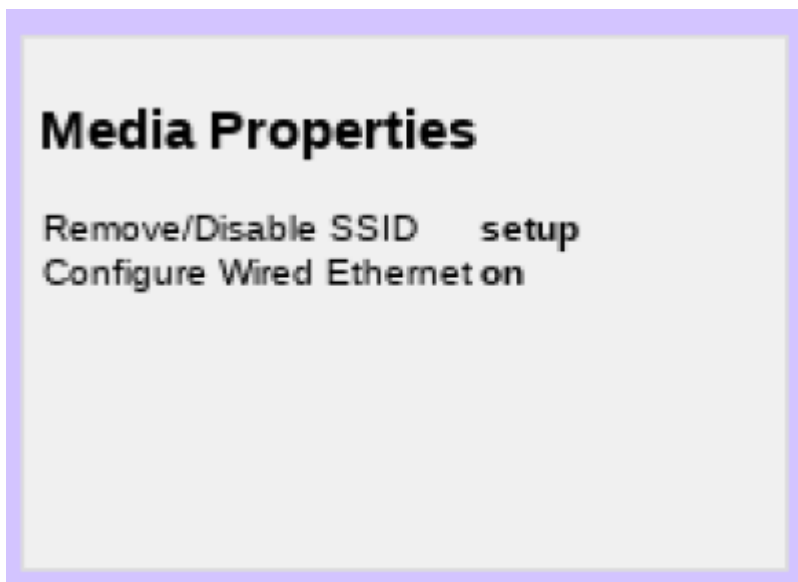 Media Properties
Remove/Disable SSID setup
Configure Wired Ethernet on